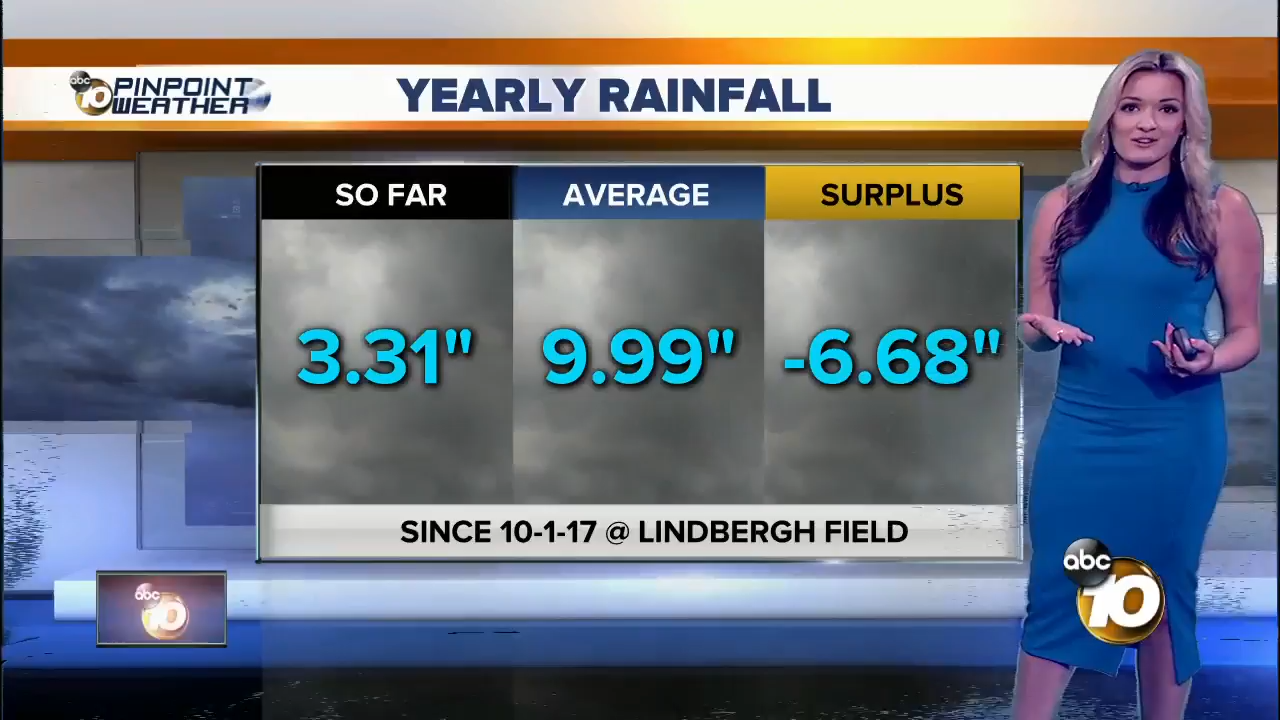 abc
10
PINPOINT
WEATHER
YEARLY RAINFALL
SO FAR
AVERAGE
SURPLUS
3.31"
9.99"
-6.68"
SINCE 10-1-17 @ LINDBERGH FIELD
abc
10
abc
10